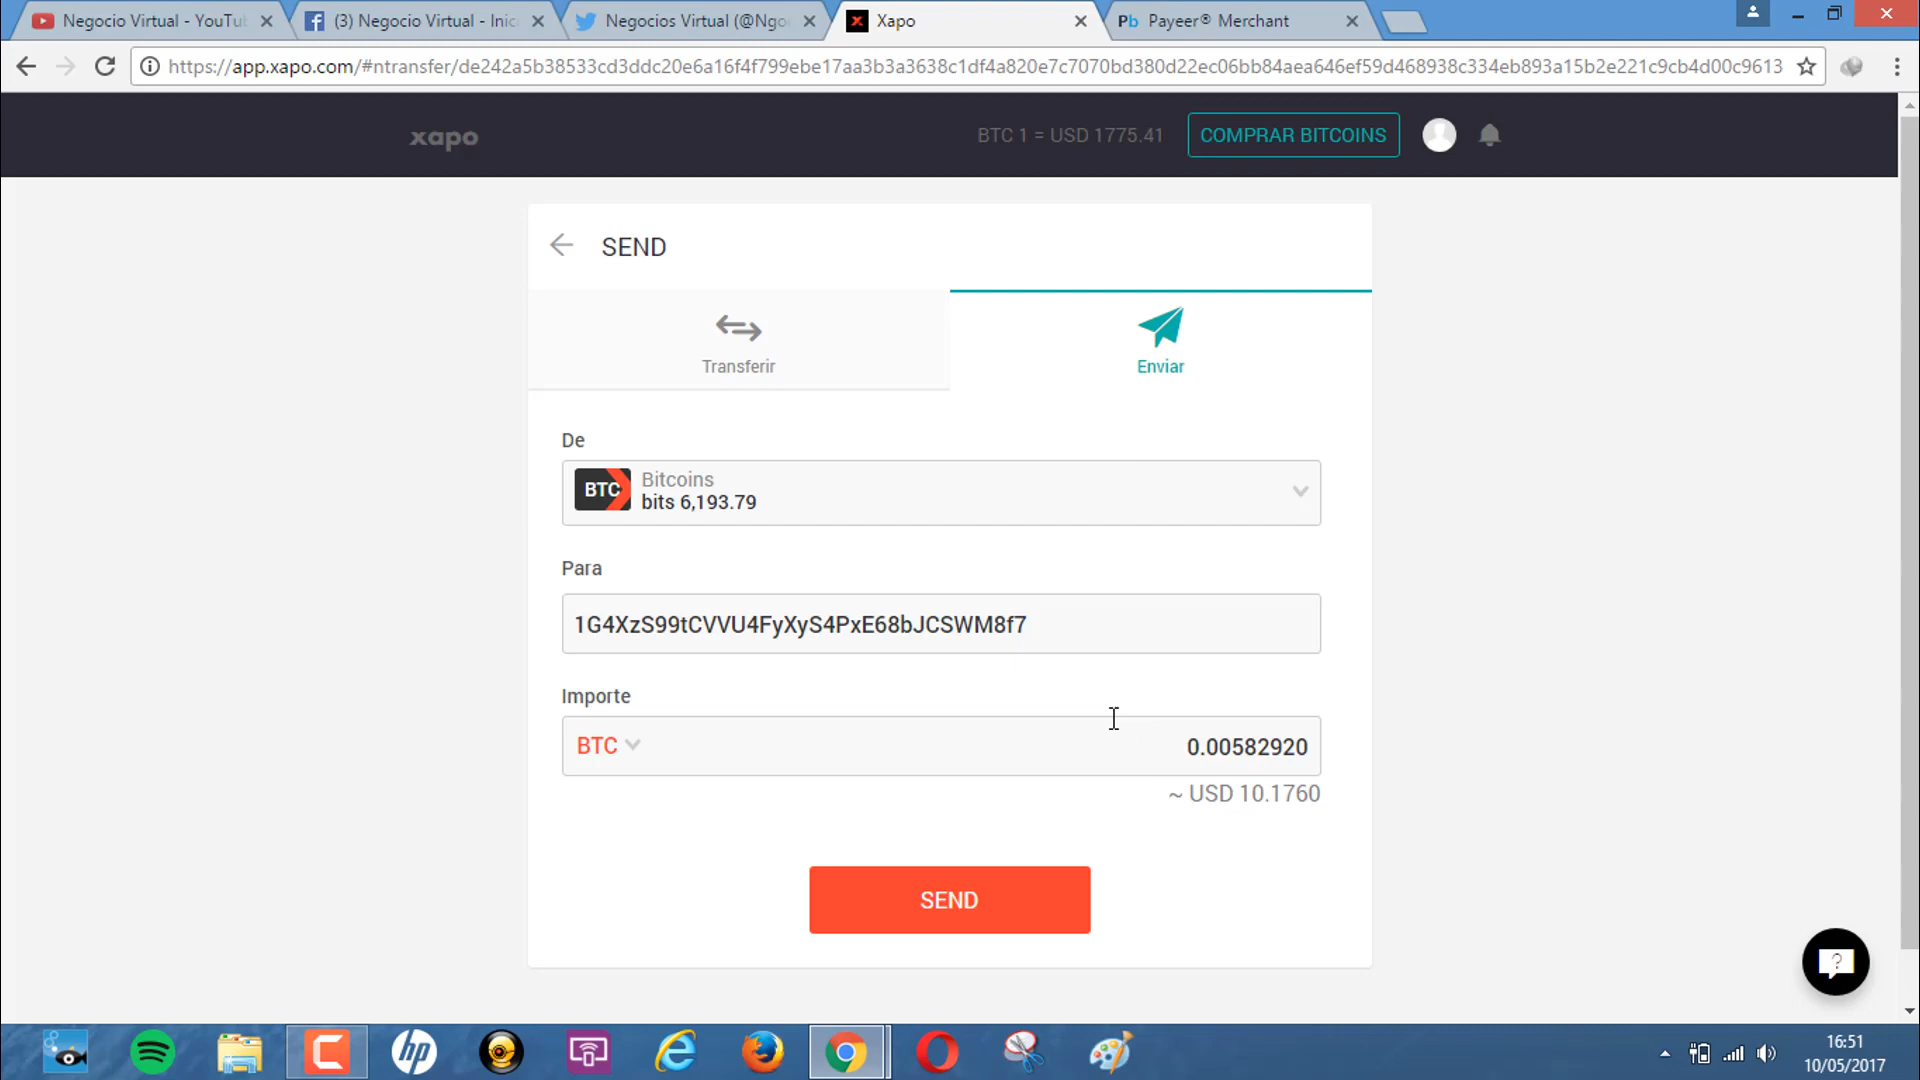 Negocio Virtual - YouTu
(3) Negocio Virtual - Inic
Negocios Virtual (@Ngo
Xapo
Pb Payeer® Merchant
https://app.xapo.com/#ntransfer/de242a5b38533cd3ddc20e6a16f4f799ebe17aa3b3a3638c1df4a820e7c7070bd380d22ec06bb84aea646ef59d468938c334eb893a15b2e221c9cb4d00c9613
xapo
BTC 1 = USD 1775.41
COMPRAR BITCOINS
SEND
Transferir
Enviar
De
BTC
Bitcoins
bits 6,193.79
Para
1G4XzS99tCVVU4FyXyS4PxE68bJCSWM8f7
Importe
BTC
0.00582920
~ USD 10.1760
SEND
?
hp
16:51
10/05/2017